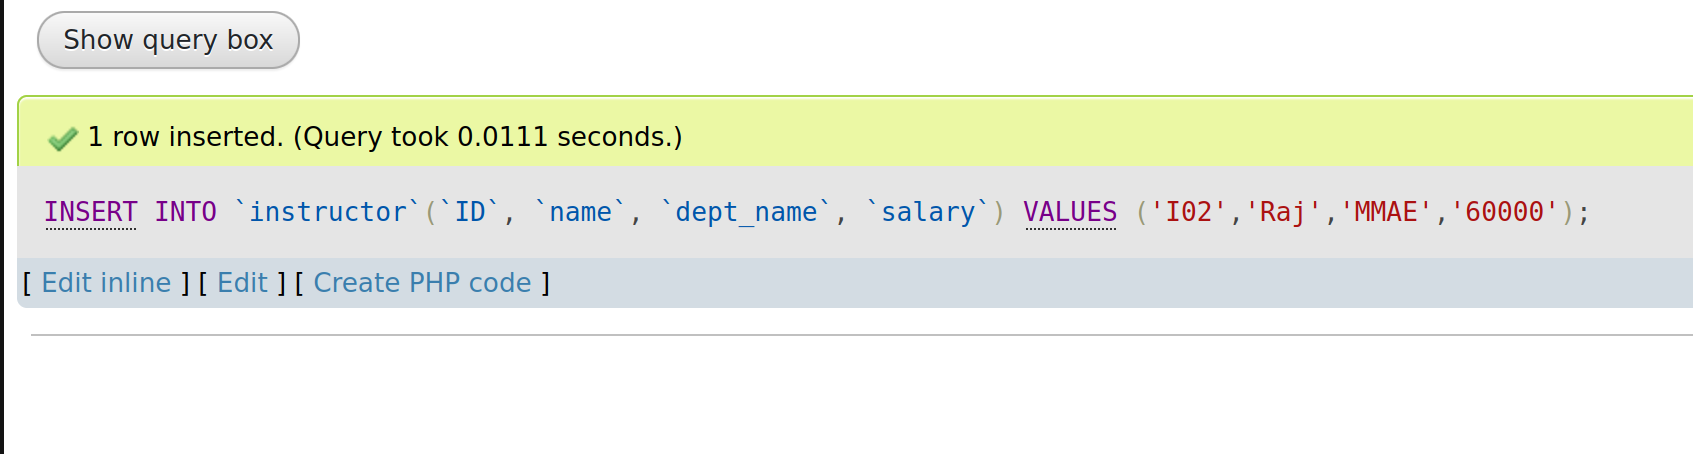 Show query box
1 row inserted. (Query took 0.0111 seconds.)
INSERT INTO `instructor`(`ID`, `name`, `dept_name`, `salary`) VALUES ('I02','Raj','MMAE','60000');
[ Edit inline ] [ Edit ] [ Create PHP code ]